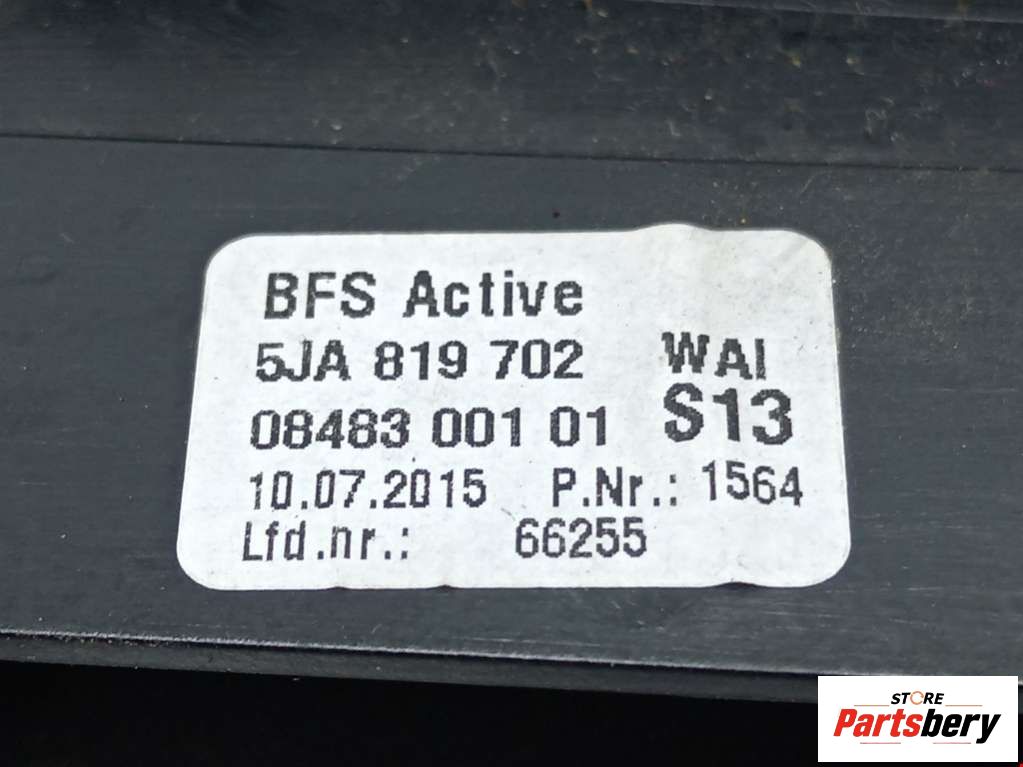 BFS Active
5JA 819 702 WAI
08483 001 01 S13
10.07.2015 P.Nr.: 1564
Lfd.nr.: 66255
STORE
Partsbery